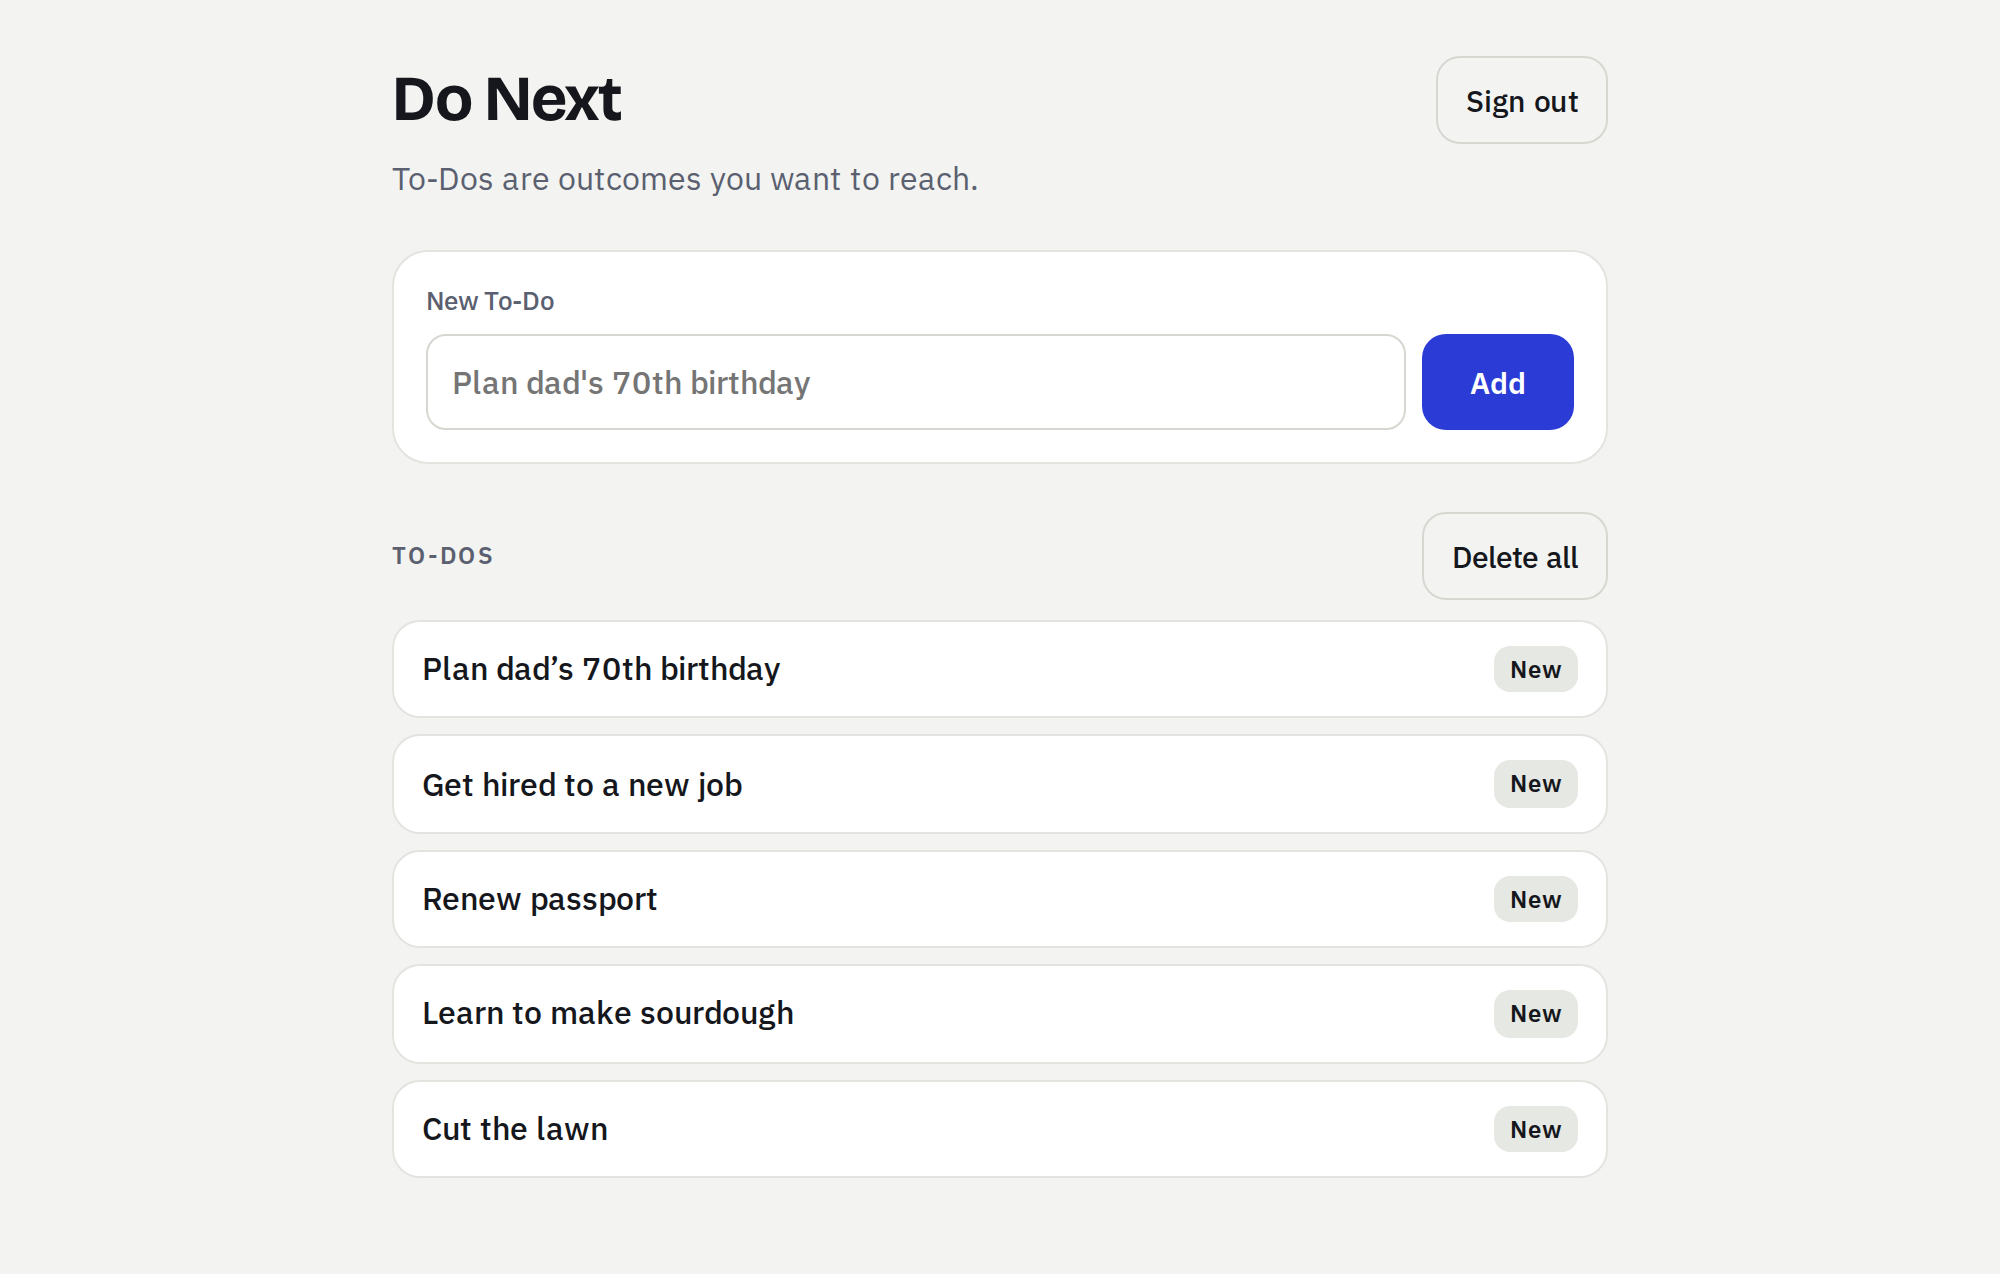 Do Next
Sign out
To-Dos are outcomes you want to reach.
New To-Do
Plan dad's 70th birthday
Add
TO-DOS
Delete all
Plan dad’s 70th birthday
New
Get hired to a new job
New
Renew passport
New
Learn to make sourdough
New
Cut the lawn
New